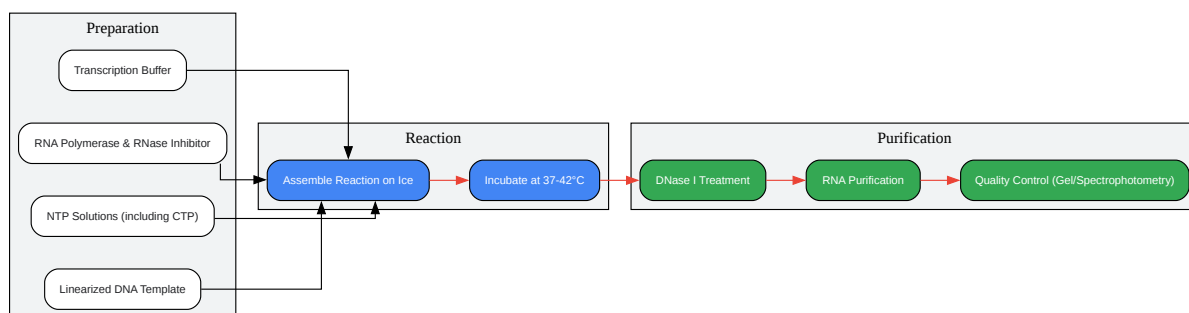 Preparation
Transcription Buffer
RNA Polymerase & RNase Inhibitor
NTP Solutions (including CTP)
Linearized DNA Template
Reaction
Assemble Reaction on Ice
Incubate at 37-42°C
Purification
DNase I Treatment
RNA Purification
Quality Control (Gel/Spectrophotometry)